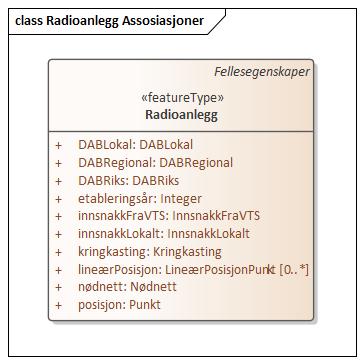 class Radioanlegg Assosiasjoner
Fellesegenskaper
«featureType»
Radioanlegg
+ DABLokal: DABLokal
+ DABRegional: DABRegional
+ DABRiks: DABRiks
+ etableringsår: Integer
+ innsnakkFraVTS: InnsnakkFraVTS
+ innsnakkLokalt: InnsnakkLokalt
+ kringkasting: Kringkasting
+ lineærPosisjon: LineærPosisjonPunkt [0..*]
+ nødnett: Nødnett
+ posisjon: Punkt